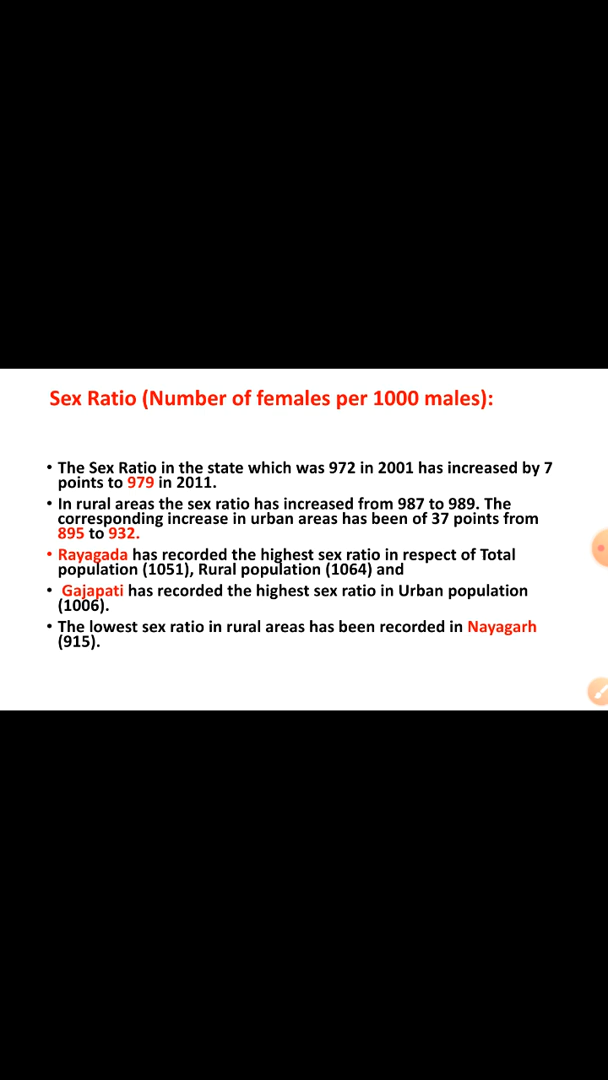 Sex Ratio (Number of females per 1000 males):
• The Sex Ratio in the state which was 972 in 2001 has increased by 7
points to 979 in 2011.
• In rural areas the sex ratio has increased from 987 to 989. The
corresponding increase in urban areas has been of 37 points from
895 to 932.
• Rayagada has recorded the highest sex ratio in respect of Total
population (1051), Rural population (1064) and
• Gajapati has recorded the highest sex ratio in Urban population
(1006).
• The lowest sex ratio in rural areas has been recorded in Nayagarh
(915).